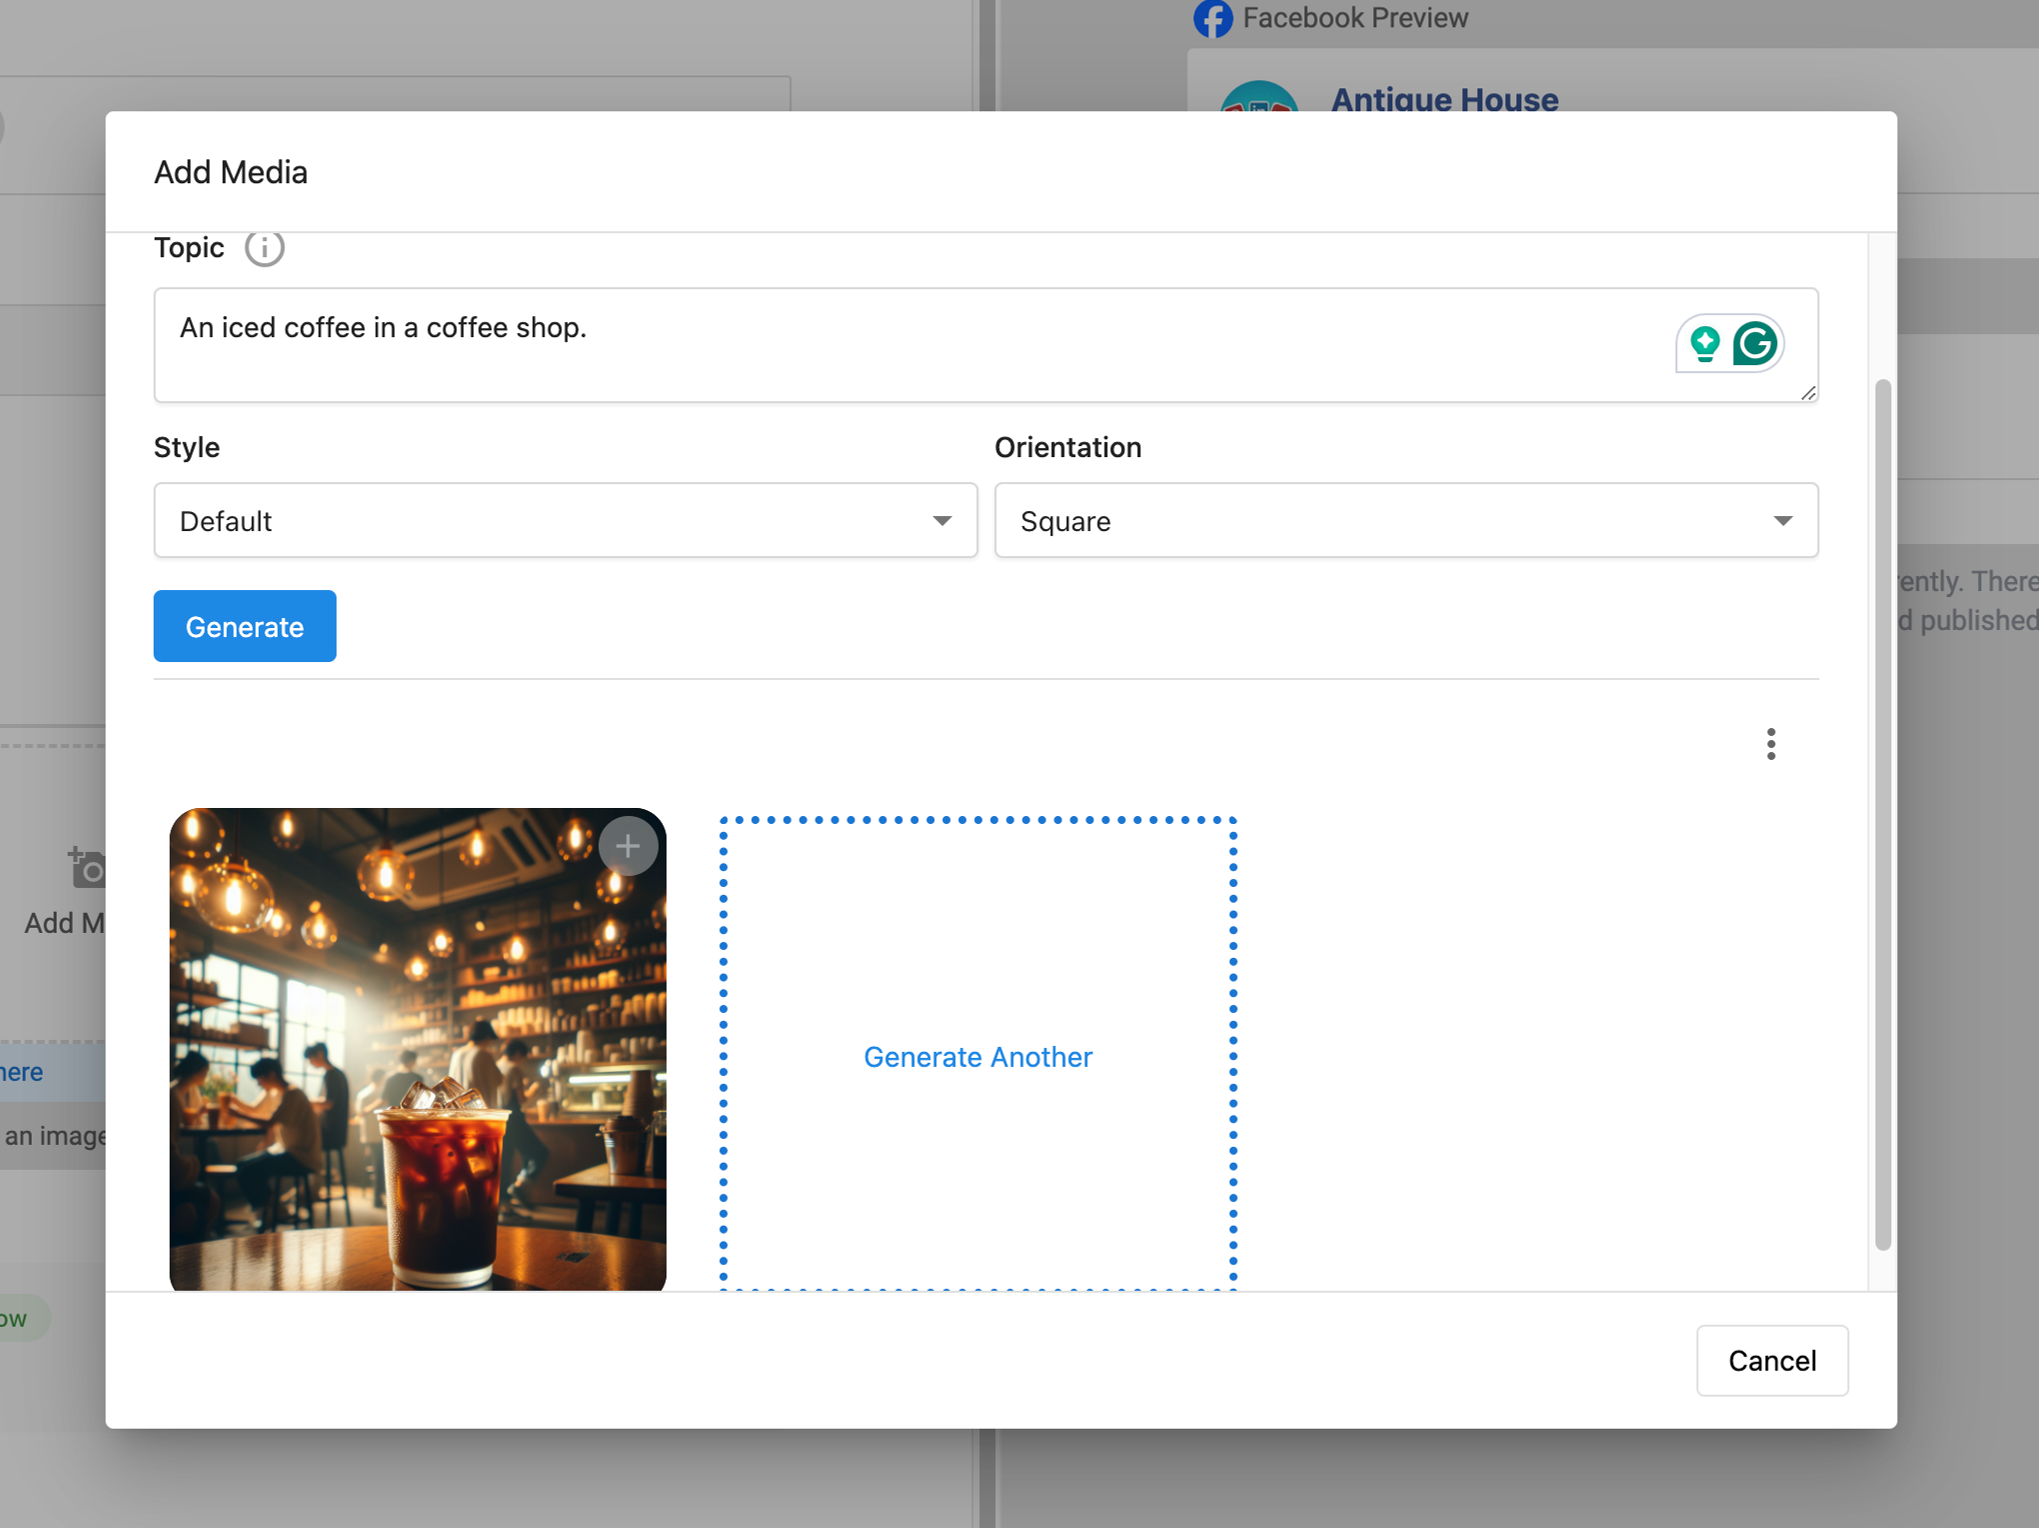 Facebook Preview
Antique House
Add Media
Topic
An iced coffee in a coffee shop.
Style
Orientation
Default
Square
Generate
ently. There
d published
Add M
Generate Another
here
an image
ow
Cancel